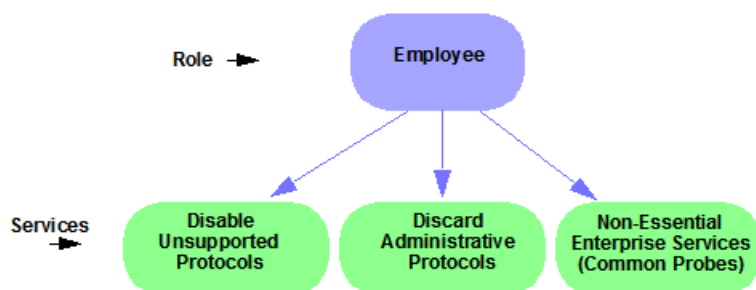 Role
Employee
Services
Disable
Unsupported
Protocols
Discard
Administrative
Protocols
Non-Essential
Enterprise Services
(Common Probes)